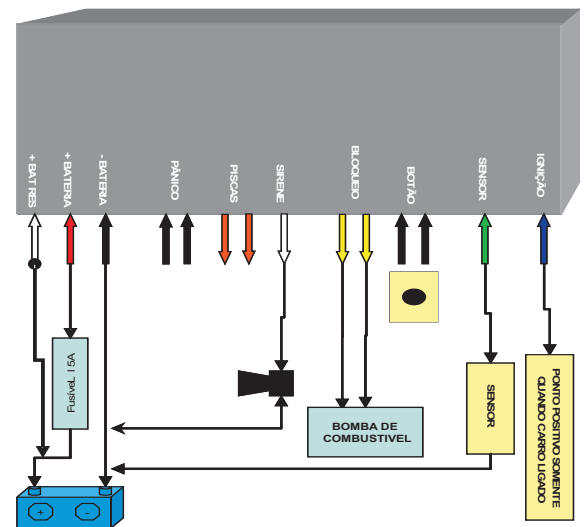 + BAT RES
+ BATERIA
- BATERIA
PÂNICO
PISCAS
SIRENE
BLOQUEIO
BOTÃO
SENSOR
IGNIÇÃO
Fusível 15A
BOMBA DE
COMBUSTIVEL
SENSOR
PONTO POSITIVO SOMENTE
QUANDO CARRO LIGADO
+
-